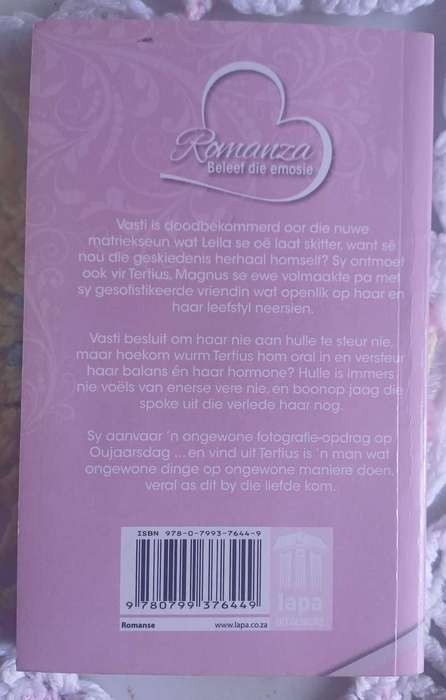 Romanza
Beleef die emosie
Vasti is doodbekommerd oor die nuwe
matriekseun wat Leila se oë laat skitter, want sê
nou die geskiedenis herhaal homself? Sy ontmoet
ook vir Tertius, Magnus se ewe volmaakte pa met
sy gesofistikeerde vriendin wat openlik op haar en
haar leefstyl neersien.
Vasti besluit om haar nie aan hulle te steur nie,
maar hoekom wurm Tertius hom oral in en versteur
haar balans én haar hormone? Hulle is immers
nie voëls van enerse vere nie, en boonop jaag die
spoke uit die verlede haar nog.
Sy aanvaar 'n ongewone fotografie-opdrag op
Oujaarsdag ... en vind uit Tertius is 'n man wat
ongewone dinge op ongewone maniere doen,
veral as dit by die liefde kom.
ISBN 978-0-7993-7644-9
9 780799 376449
Romanse www.lapa.co.za
lapa
UITGEWERS